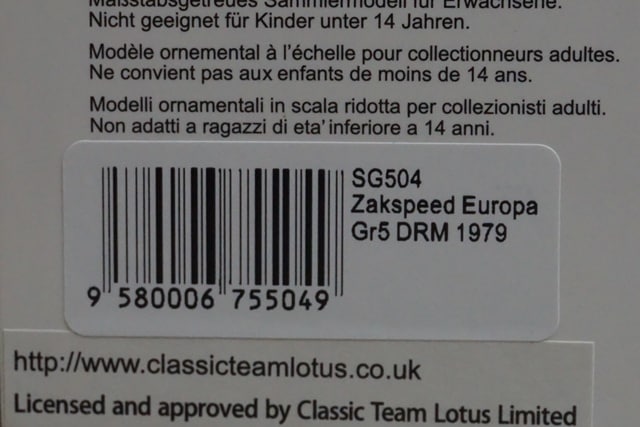 Maßstabsgetreues Sammlermodell für Erwachsene.
Nicht geeignet für Kinder unter 14 Jahren.
Modèle ornemental à l'échelle pour collectionneurs adultes.
Ne convient pas aux enfants de moins de 14 ans.
Modelli ornamentali in scala ridotta per collezionisti adulti.
Non adatti a ragazzi di eta' inferiore a 14 anni.
SG504
Zakspeed Europa
Gr5 DRM 1979
9 580006 755049
http://www.classicteamlotus.co.uk
Licensed and approved by Classic Team Lotus Limited